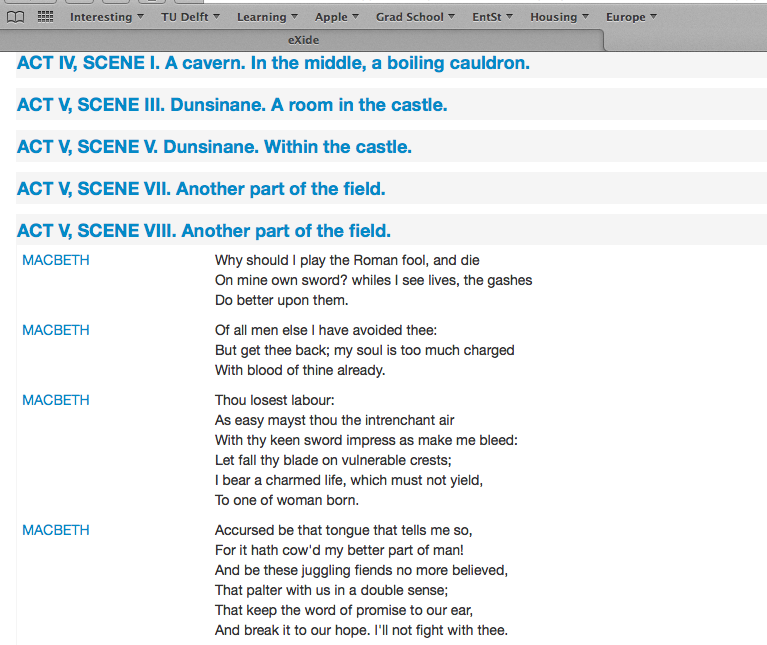 Interesting TU Delft Learning Apple Grad School EntSt Housing Europe
eXide
ACT IV, SCENE I. A cavern. In the middle, a boiling cauldron.
ACT V, SCENE III. Dunsinane. A room in the castle.
ACT V, SCENE V. Dunsinane. Within the castle.
ACT V, SCENE VII. Another part of the field.
ACT V, SCENE VIII. Another part of the field.
MACBETH Why should I play the Roman fool, and die
On mine own sword? whiles I see lives, the gashes
Do better upon them.
MACBETH Of all men else I have avoided thee:
But get thee back; my soul is too much charged
With blood of thine already.
MACBETH Thou losest labour:
As easy mayst thou the intrenchant air
With thy keen sword impress as make me bleed:
Let fall thy blade on vulnerable crests;
I bear a charmed life, which must not yield,
To one of woman born.
MACBETH Accursed be that tongue that tells me so,
For it hath cow'd my better part of man!
And be these juggling fiends no more believed,
That palter with us in a double sense;
That keep the word of promise to our ear,
And break it to our hope. I'll not fight with thee.